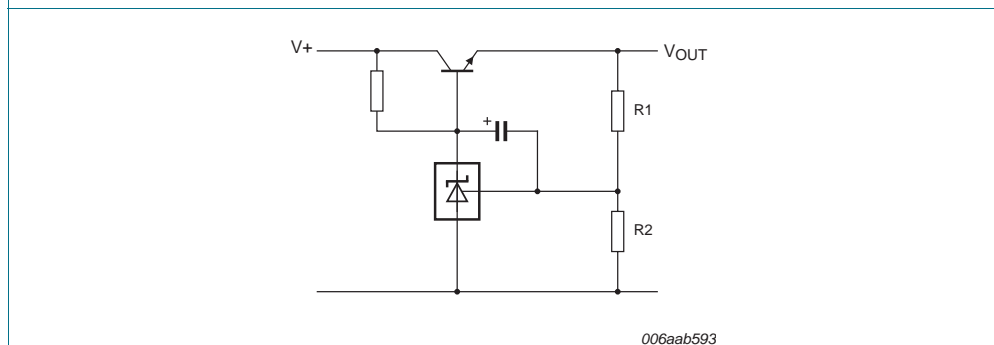 V+
VOUT
+
R1
R2
006aab593